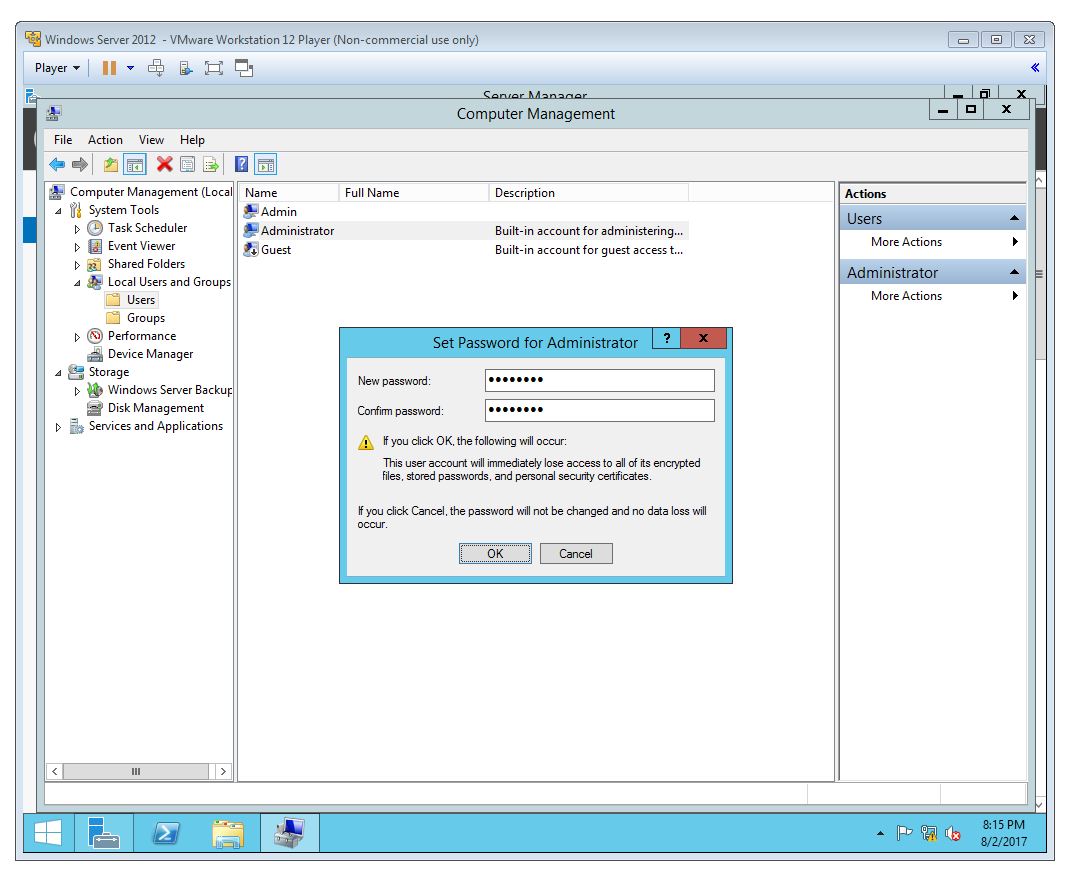 Windows Server 2012 - VMware Workstation 12 Player (Non-commercial use only)
Player
Server Manager
Computer Management
File Action View Help
Computer Management (Local
System Tools
Task Scheduler
Event Viewer
Shared Folders
Local Users and Groups
Users
Groups
Performance
Device Manager
Storage
Windows Server Backup
Disk Management
Services and Applications
Name Full Name Description
Admin
Administrator Built-in account for administering...
Guest Built-in account for guest access t...
Actions
Users
More Actions
Administrator
More Actions
Set Password for Administrator ? x
New password: ••••••••
Confirm password: ••••••••
If you click OK, the following will occur:
This user account will immediately lose access to all of its encrypted
files, stored passwords, and personal security certificates.
If you click Cancel, the password will not be changed and no data loss will
occur.
OK Cancel
8:15 PM
8/2/2017